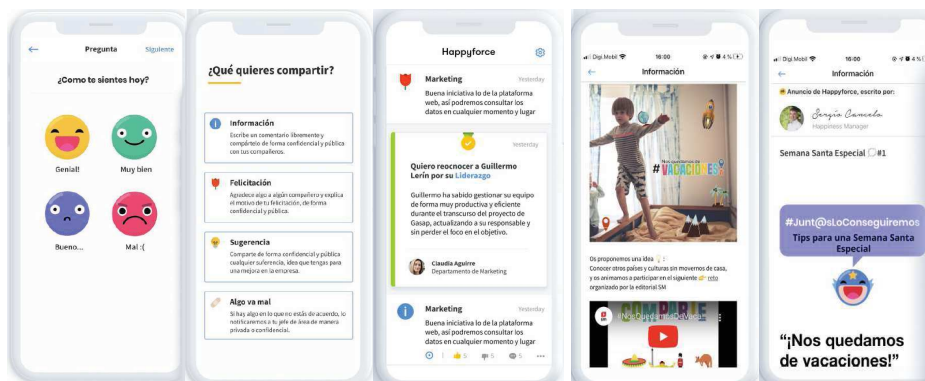 Pregunta
Siguiente
¿Como te sientes hoy?
Genial!
Muy bien
Bueno...
Mal :(
¿Qué quieres compartir?
Información
Escribe un comentario libremente y
compártelo de forma confidencial y pública
con tus compañeros.
Felicitación
Agradece algo a algún compañero y explica
el motivo de tu felicitación, de forma
confidencial y pública.
Sugerencia
Comparte de forma confidencial y pública
cualquier suferencia, idea que tengas para
una mejora en la empresa.
Algo va mal
Si hay algo en lo que no estás de acuerdo, lo
notificaremos a tu jefe de área de manera
privada o confidencial.
Happyforce
Marketing
Yesterday
Buena iniciativa lo de la plataforma
web, así podremos consultar los
datos en cualquier momento y lugar
Yesterday
Quiero reocnocer a Guillermo
Lerín por su Liderazgo
Guillermo ha sabido gestionar su equipo
de forma muy productiva y eficiente
durante el transcurso del proyecto de
Gasap, actualizando a su responsable y
sin perder el foco en el objetivo.
Claudia Aguirre
Departamento de Marketing
Marketing
Yesterday
Buena iniciativa lo de la plataforma
web, así podremos consultar los
datos en cualquier momento y lugar
5
5
5
Digi.Mobil
16:00
4 %
Información
Nos quedamos de
#VADACIONES
Os proponemos una idea :
Conocer otros países y culturas sin movernos de casa,
y os animamos a participar en el siguiente reto
organizado por la editorial SM
#NosQuedamosDeVaca
Digi.Mobil
16:00
4 %
Información
Anuncio de Happyforce, escrito por:
Sergio Cancelo
Happiness Manager
Semana Santa Especial #1
#Junt@sLoConseguiremos
Tips para una Semana Santa
Especial
“¡Nos quedamos
de vacaciones!”